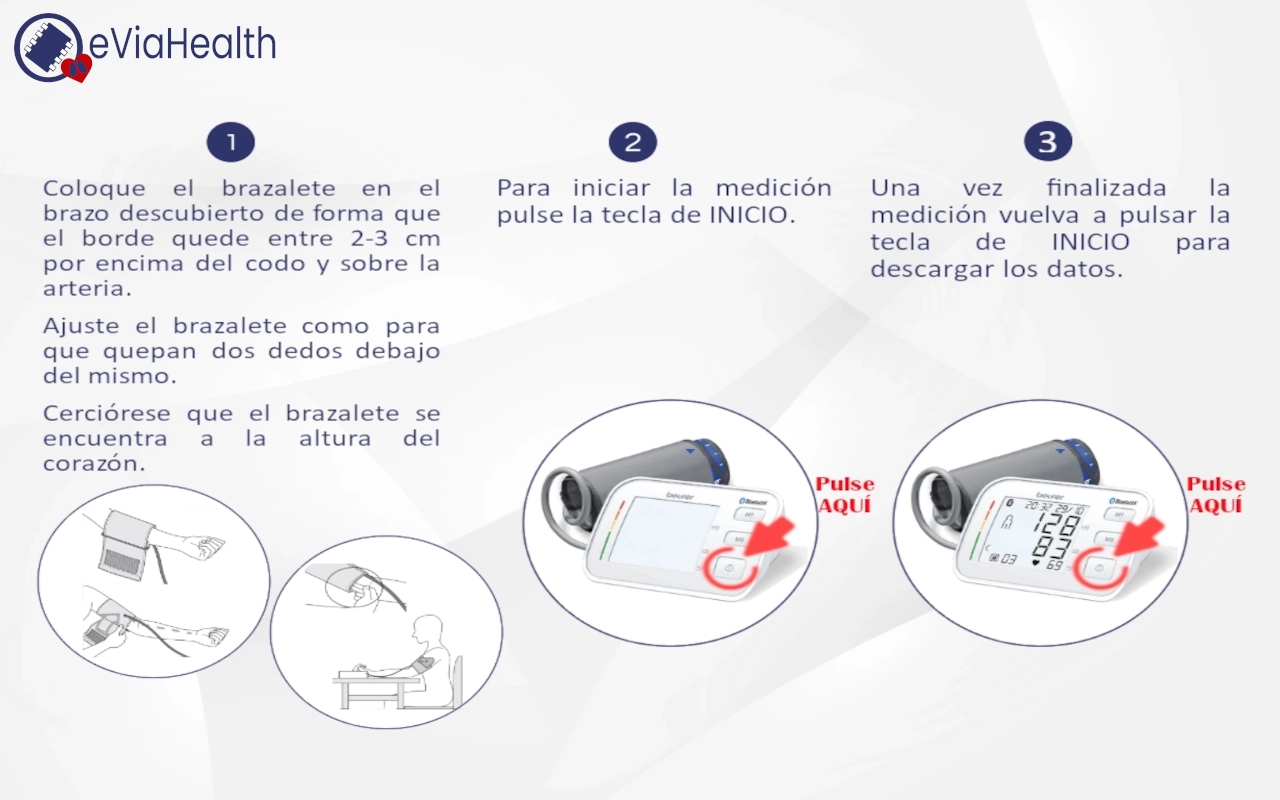 eViaHealth
1
Coloque el brazalete en el
brazo descubierto de forma que
el borde quede entre 2-3 cm
por encima del codo y sobre la
arteria.
Ajuste el brazalete como para
que quepan dos dedos debajo
del mismo.
Cerciórese que el brazalete se
encuentra a la altura del
corazón.
2
Para iniciar la medición
pulse la tecla de INICIO.
beurer
Bluetooth
Pulse
AQUÍ
3
Una vez finalizada la
medición vuelva a pulsar la
tecla de INICIO para
descargar los datos.
beurer
Bluetooth
20:32 29/10
128
83
03
69
Pulse
AQUÍ